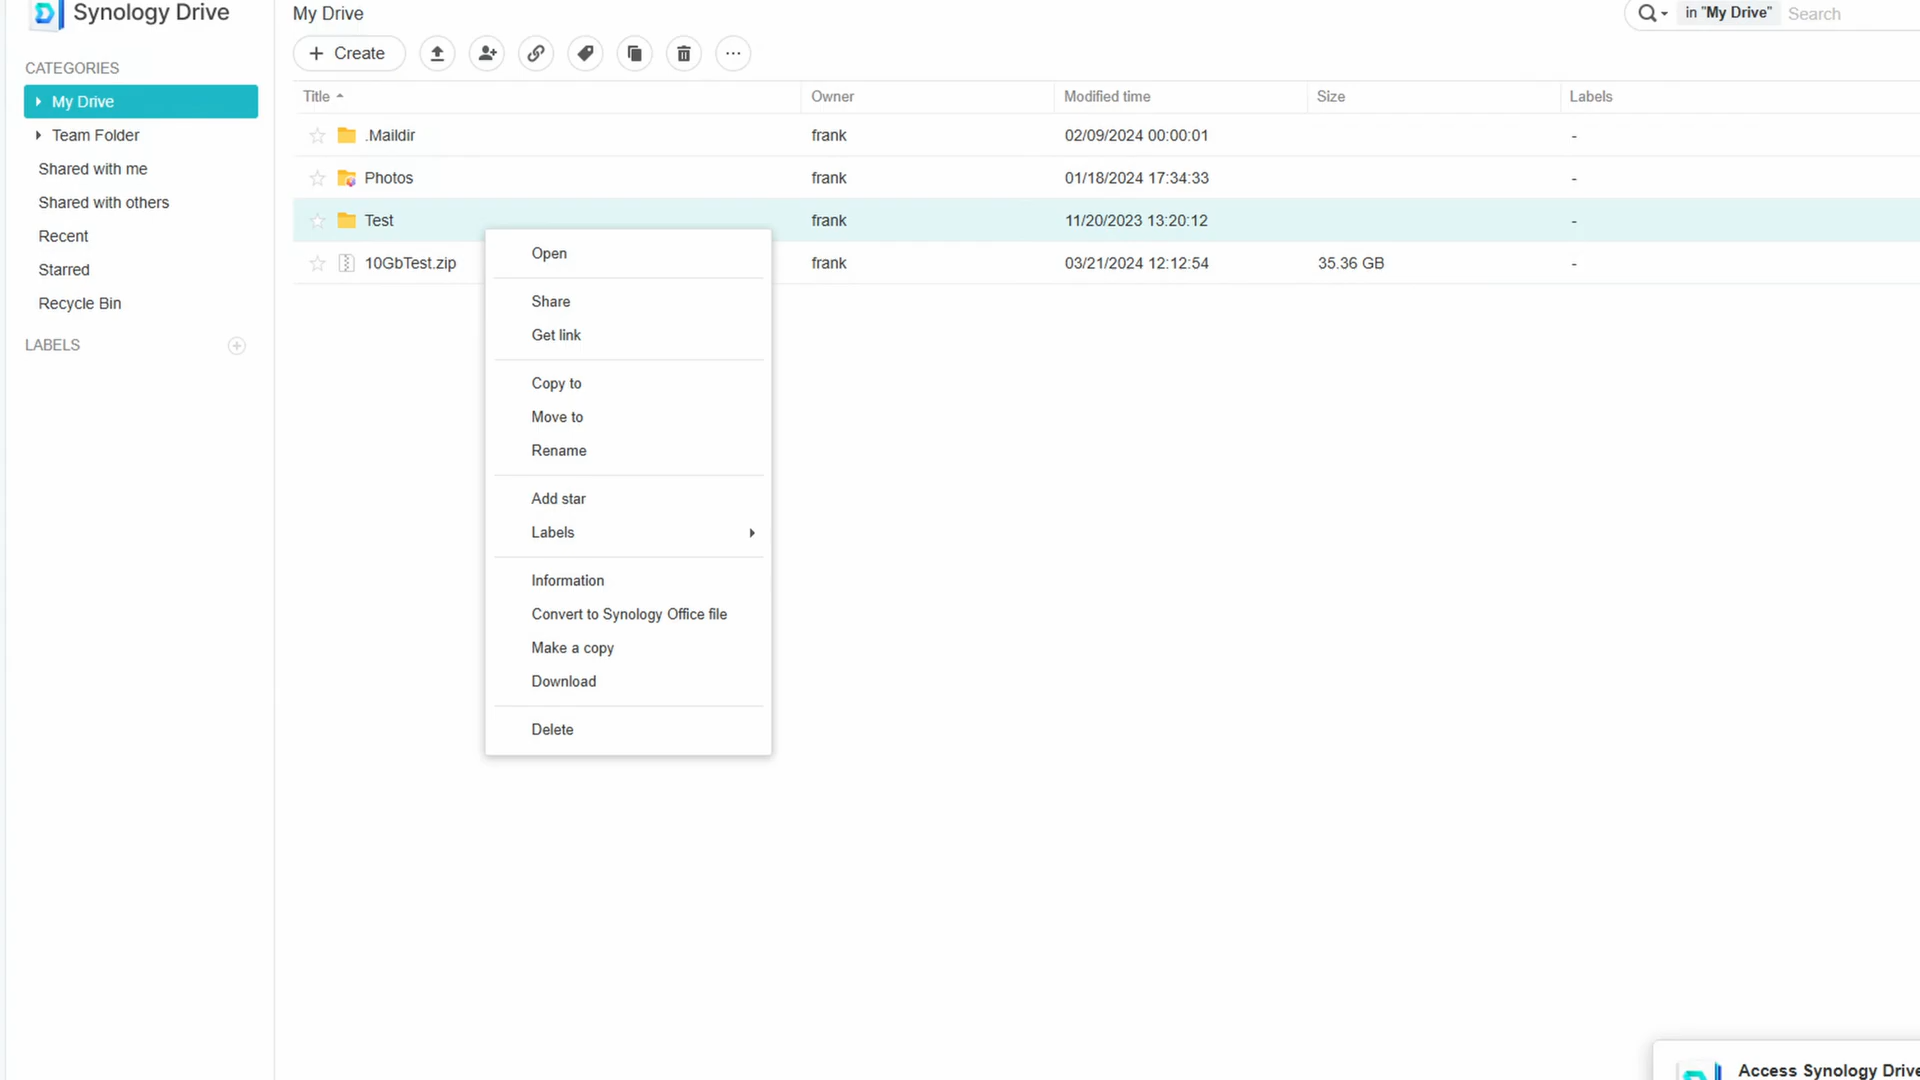 Synology Drive
My Drive
in "My Drive"
Search
Create
CATEGORIES
My Drive
Team Folder
Shared with me
Shared with others
Recent
Starred
Recycle Bin
LABELS
Title Owner Modified time Size Labels
.Maildir frank 02/09/2024 00:00:01 -
Photos frank 01/18/2024 17:34:33 -
Test frank 11/20/2023 13:20:12 -
10GbTest.zip frank 03/21/2024 12:12:54 35.36 GB -
Open
Share
Get link
Copy to
Move to
Rename
Add star
Labels
Information
Convert to Synology Office file
Make a copy
Download
Delete
Access Synology Drive